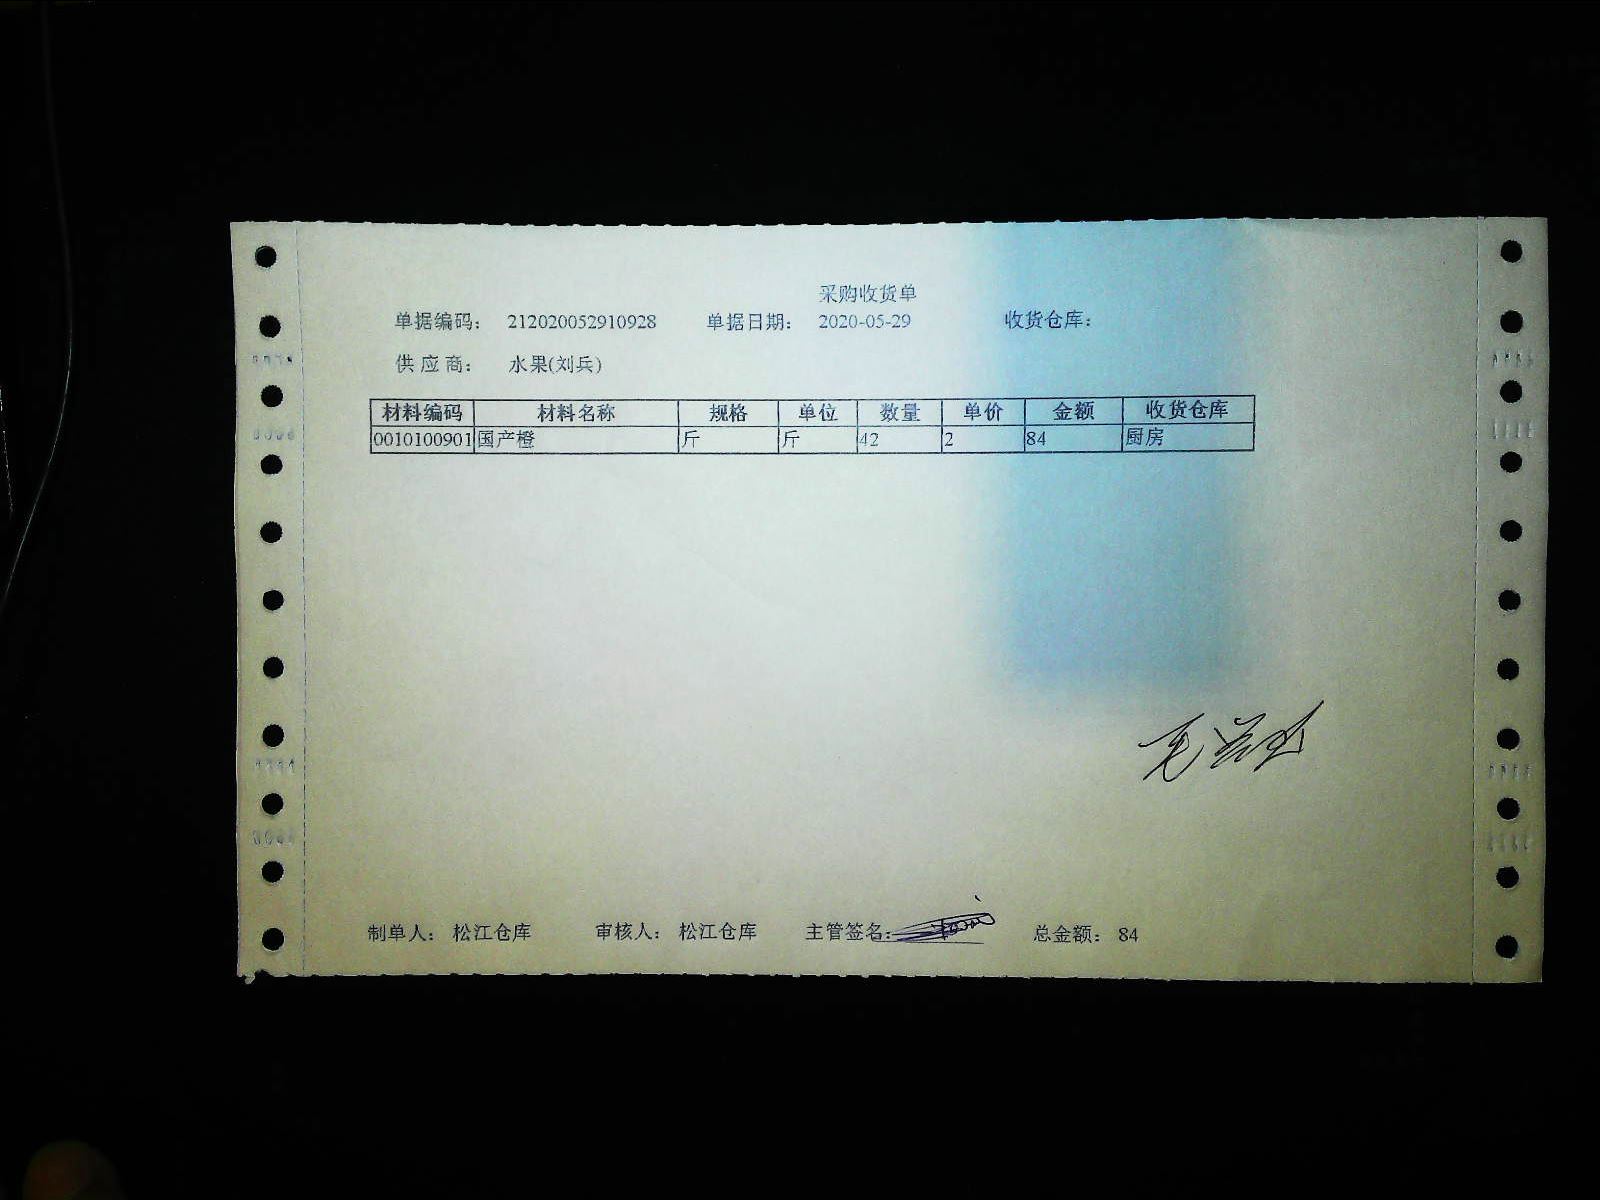 采购收货单
单据编码： 212020052910928 单据日期： 2020-05-29 收货仓库：
供应商： 水果(刘兵)
材料编码 材料名称 规格 单位 数量 单价 金额 收货仓库
0010100901 国产橙 斤 斤 42 2 84 厨房
制单人： 松江仓库 审核人： 松江仓库 主管签名： 总金额： 84